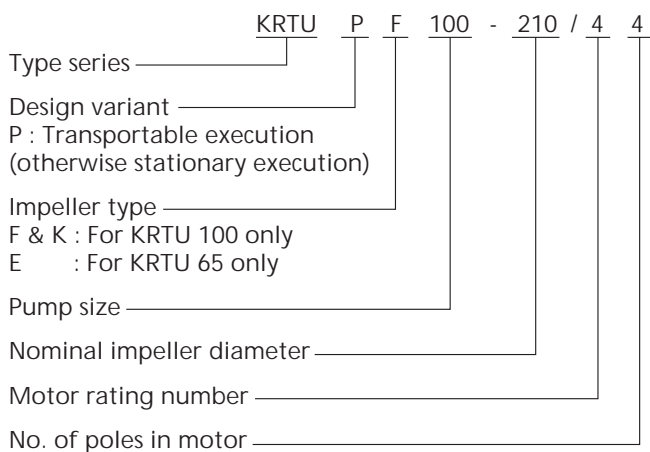 KRTU P F 100 - 210 / 4 4
Type series
Design variant
P : Transportable execution
(otherwise stationary execution)
Impeller type
F & K : For KRTU 100 only
E : For KRTU 65 only
Pump size
Nominal impeller diameter
Motor rating number
No. of poles in motor